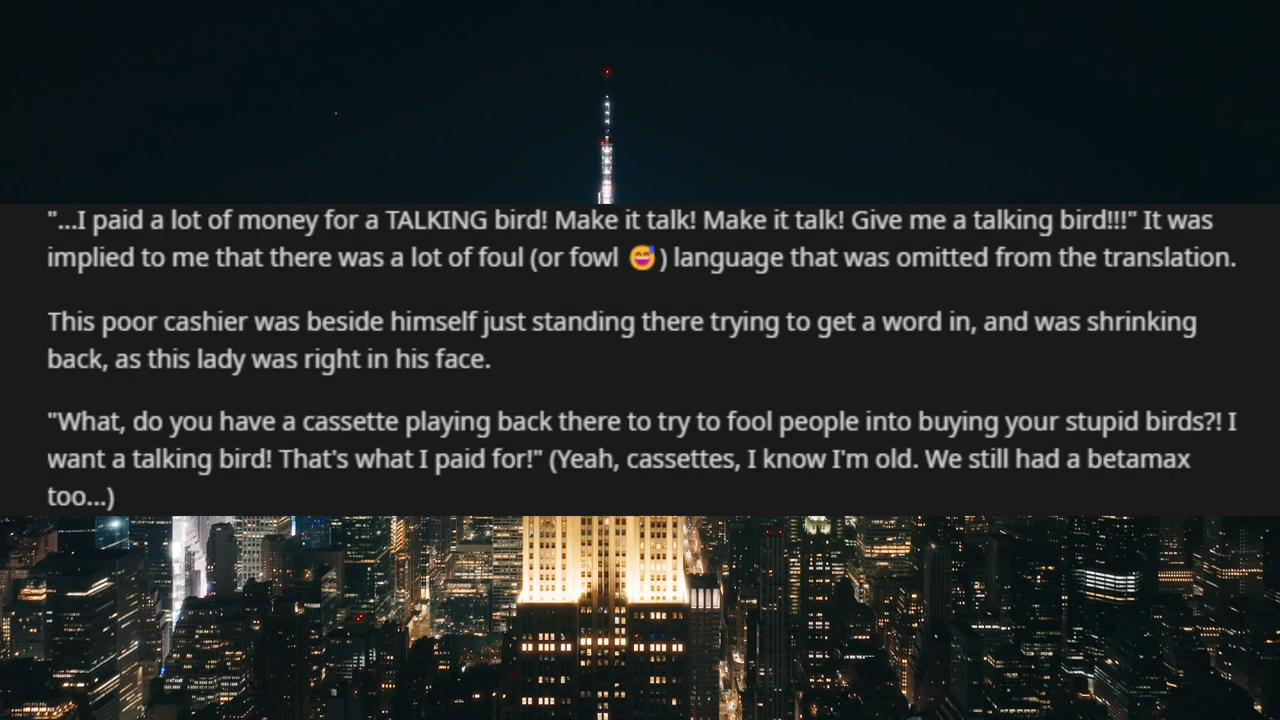 "...I paid a lot of money for a TALKING bird! Make it talk! Make it talk! Give me a talking bird!!!" It was
implied to me that there was a lot of foul (or fowl 😅) language that was omitted from the translation.
This poor cashier was beside himself just standing there trying to get a word in, and was shrinking
back, as this lady was right in his face.
"What, do you have a cassette playing back there to try to fool people into buying your stupid birds?! I
want a talking bird! That's what I paid for!" (Yeah, cassettes, I know I'm old. We still had a betamax
too...)